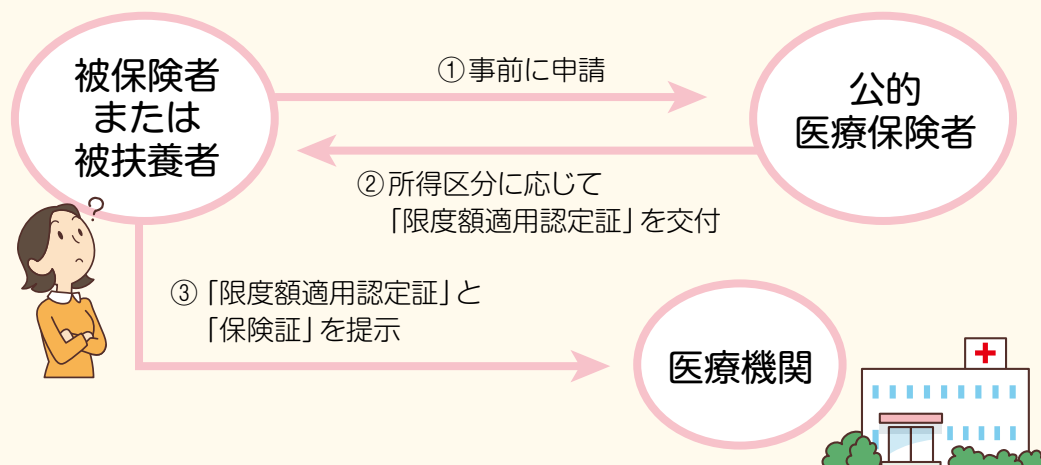 被保険者
または
被扶養者
①事前に申請
公的
医療保険者
②所得区分に応じて
「限度額適用認定証」を交付
?
③「限度額適用認定証」と
「保険証」を提示
医療機関